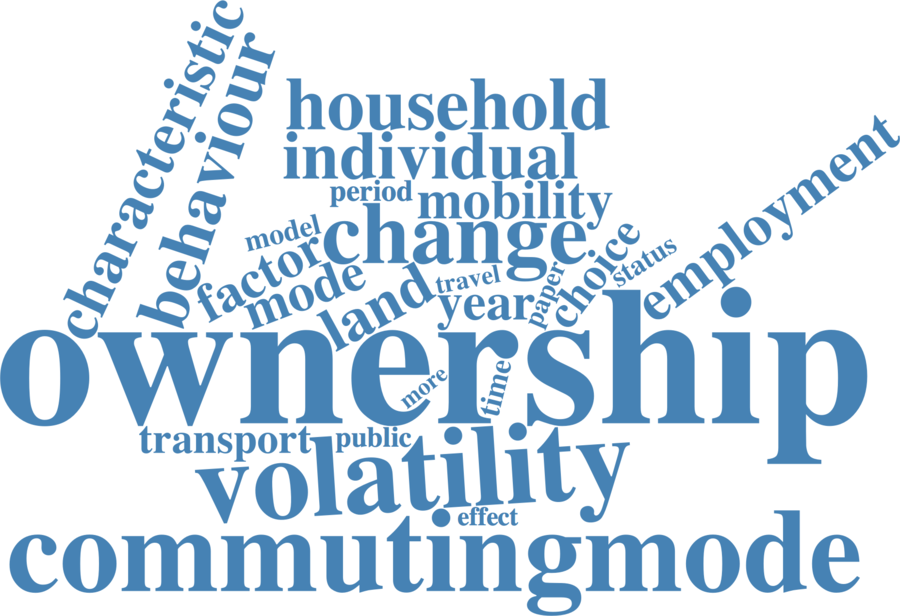 characteristic
behaviour
household
individual
period
mobility
model
change
factor
mode
land
travel
year
paper
choice
status
employment
ownership
more
time
transport
public
volatility
effect
commutingmode